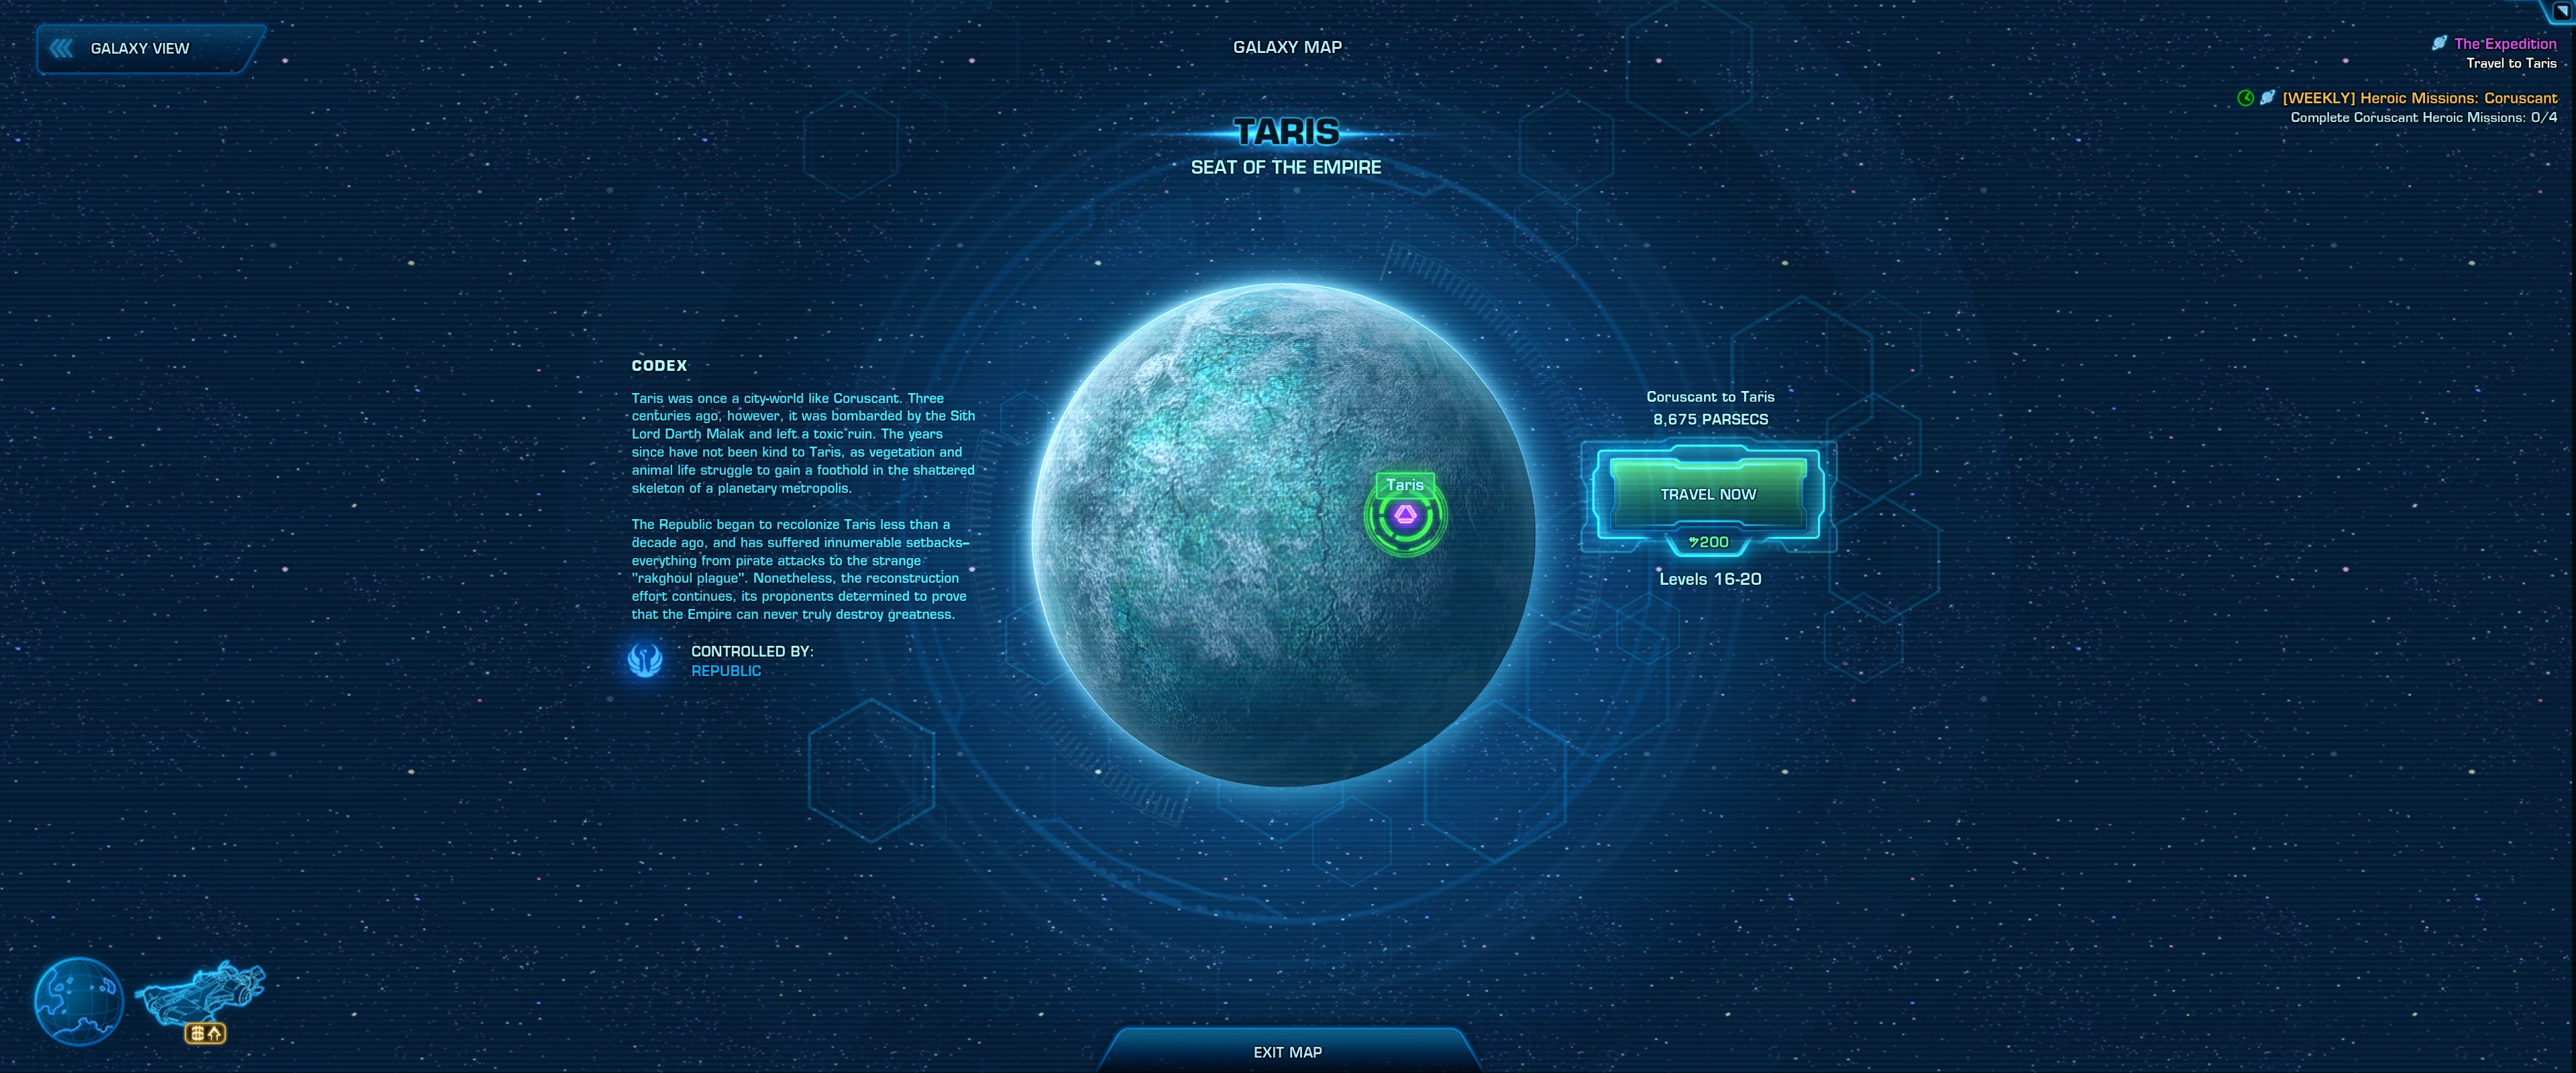 GALAXY VIEW
GALAXY MAP
The Expedition
Travel to Taris
[WEEKLY] Heroic Missions: Coruscant
Complete Coruscant Heroic Missions: 0/4
TARIS
SEAT OF THE EMPIRE
CODEX
Taris was once a city-world like Coruscant. Three
centuries ago, however, it was bombarded by the Sith
Lord Darth Malak and left a toxic ruin. The years
since have not been kind to Taris, as vegetation and
animal life struggle to gain a foothold in the shattered
skeleton of a planetary metropolis.
The Republic began to recolonize Taris less than a
decade ago, and has suffered innumerable setbacks–
everything from pirate attacks to the strange
"rakghoul plague". Nonetheless, the reconstruction
effort continues, its proponents determined to prove
that the Empire can never truly destroy greatness.
CONTROLLED BY:
REPUBLIC
Taris
Coruscant to Taris
8,675 PARSECS
TRAVEL NOW
200
Levels 16-20
EXIT MAP